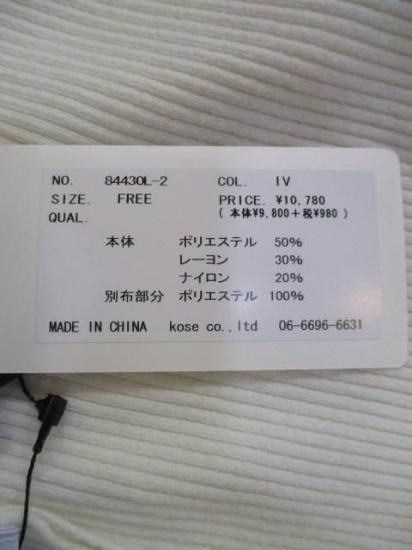 NO. 84430L-2 COL. IV
SIZE. FREE PRICE. ¥10,780
QUAL. (本体¥9,800+税¥980)
本体 ポリエステル 50%
レーヨン 30%
ナイロン 20%
別布部分 ポリエステル 100%
MADE IN CHINA kose co.,ltd 06-6696-6631